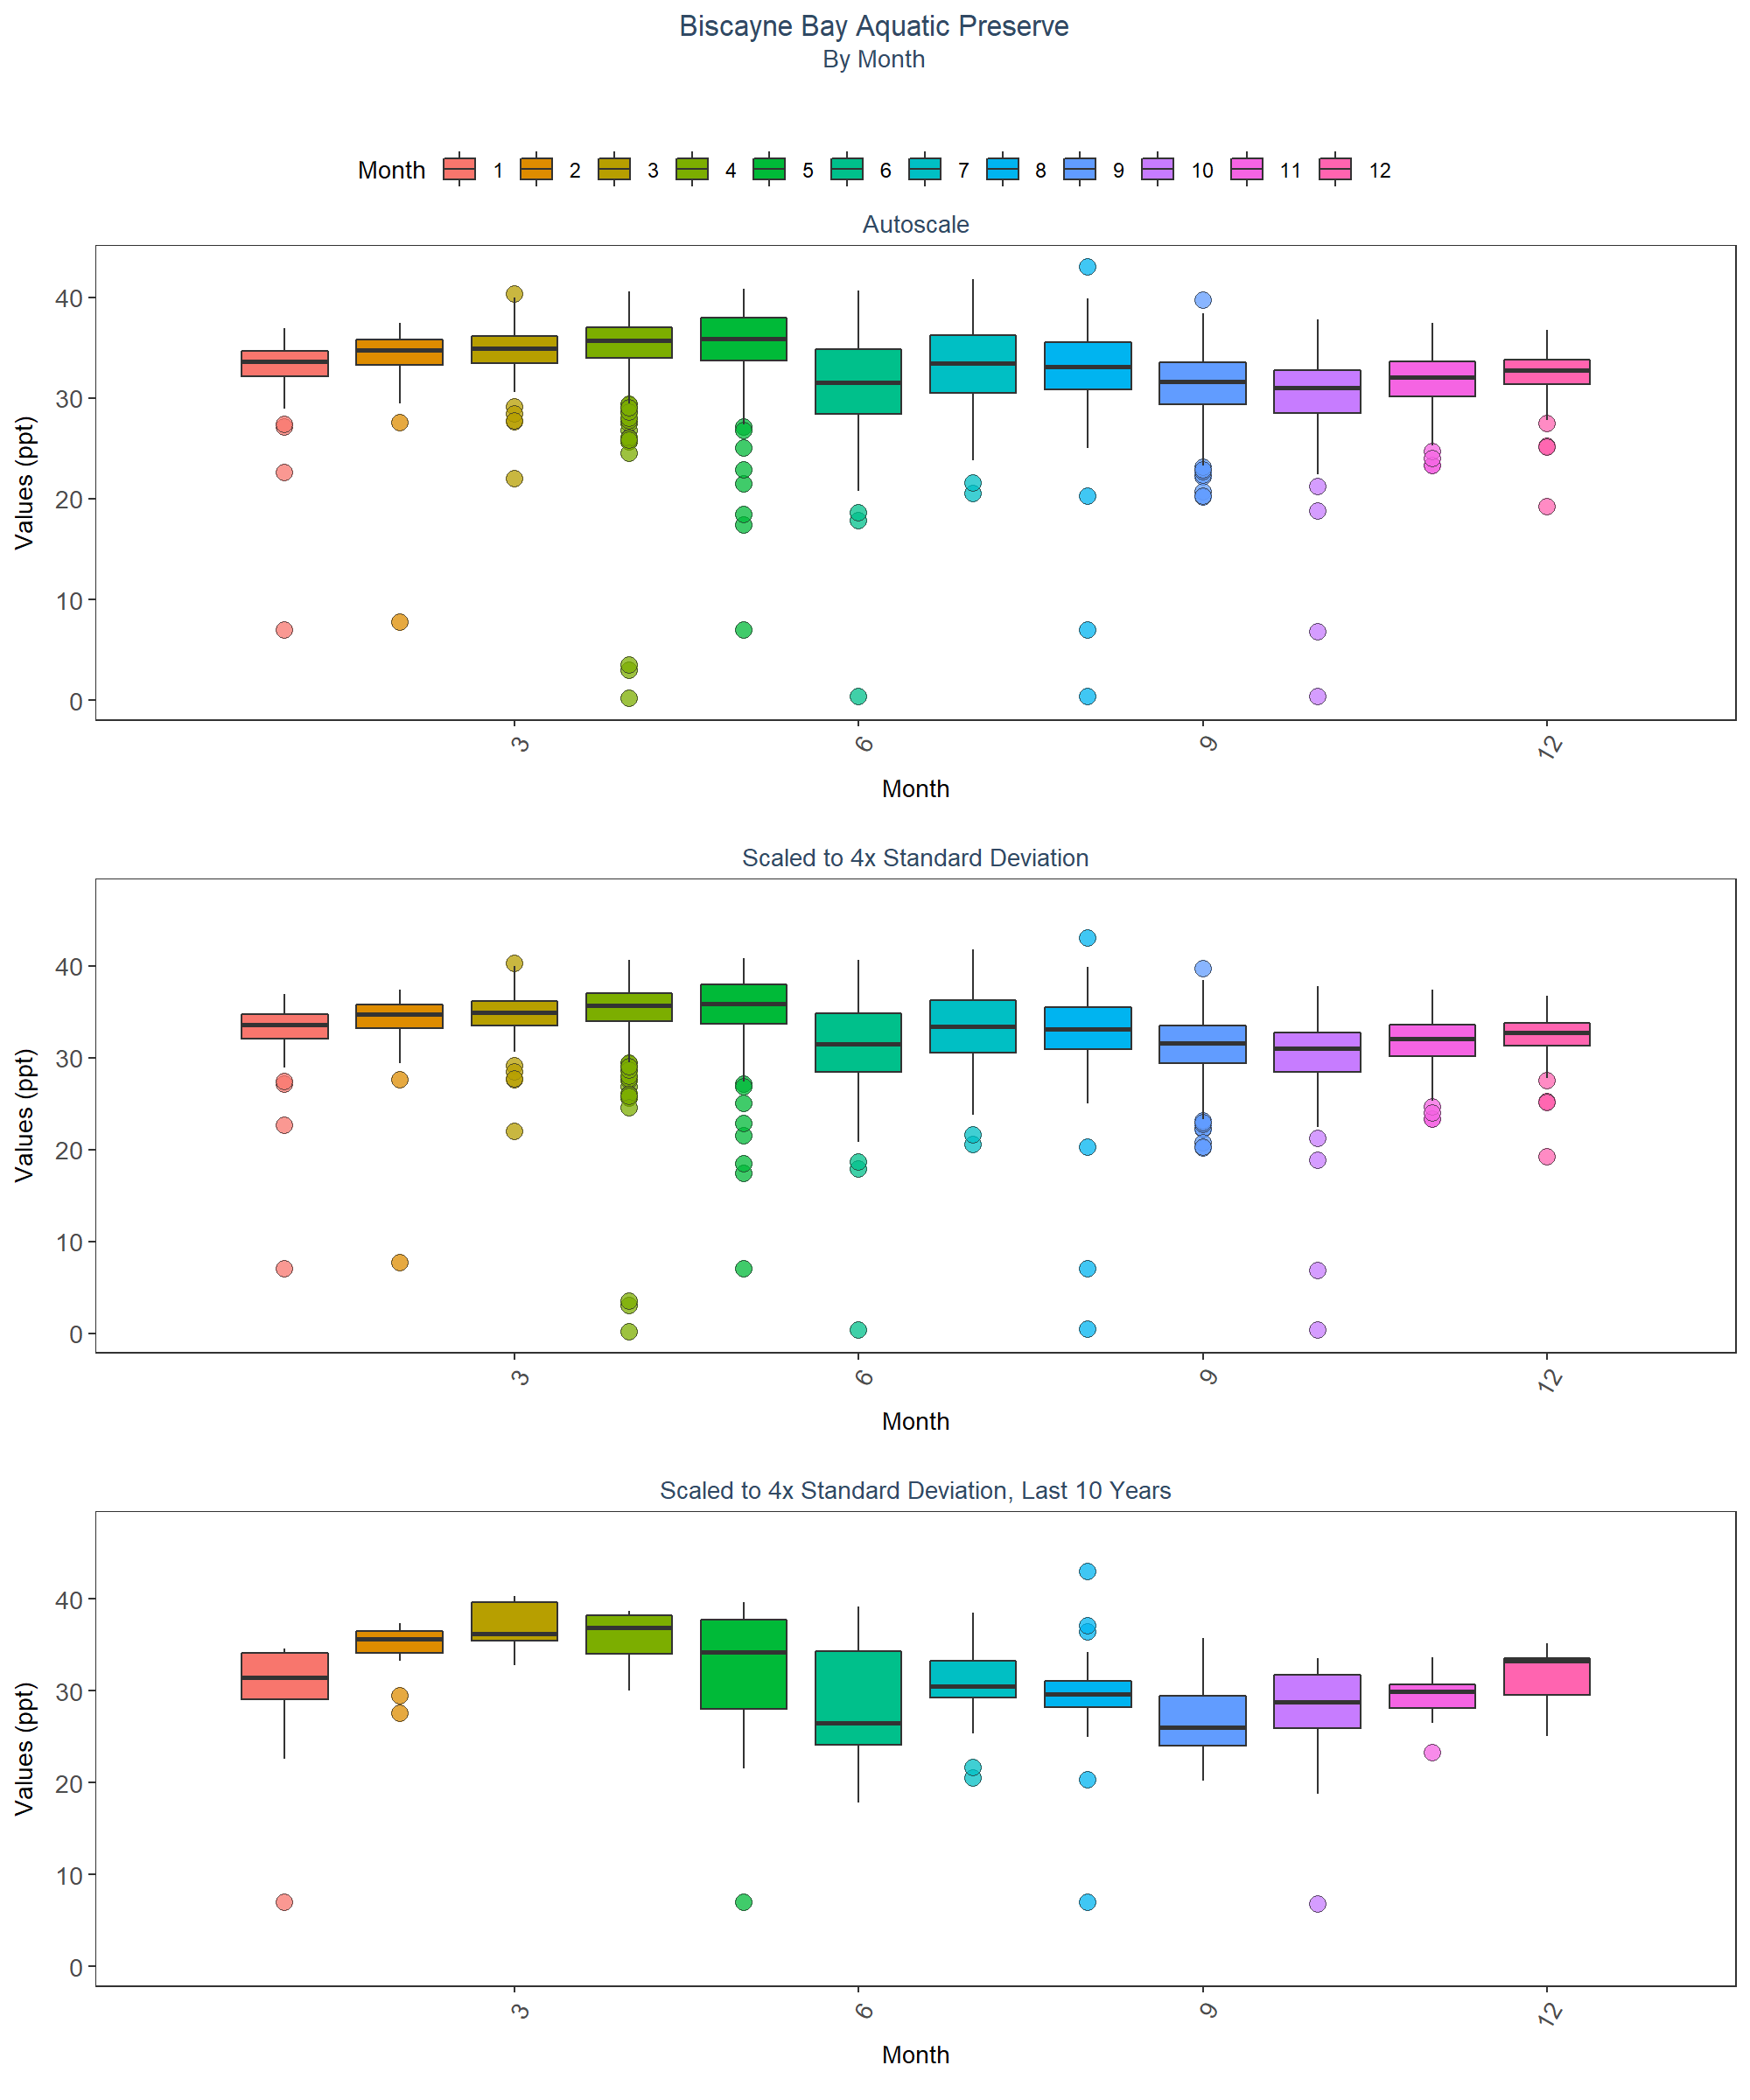 Biscayne Bay Aquatic Preserve
By Month
Month 1 2 3 4 5 6 7 8 9 10 11 12
Autoscale
Values (ppt)
40
30
20
10
0
3 6 9 12
Month
Scaled to 4x Standard Deviation
Values (ppt)
40
30
20
10
0
3 6 9 12
Month
Scaled to 4x Standard Deviation, Last 10 Years
Values (ppt)
40
30
20
10
0
3 6 9 12
Month